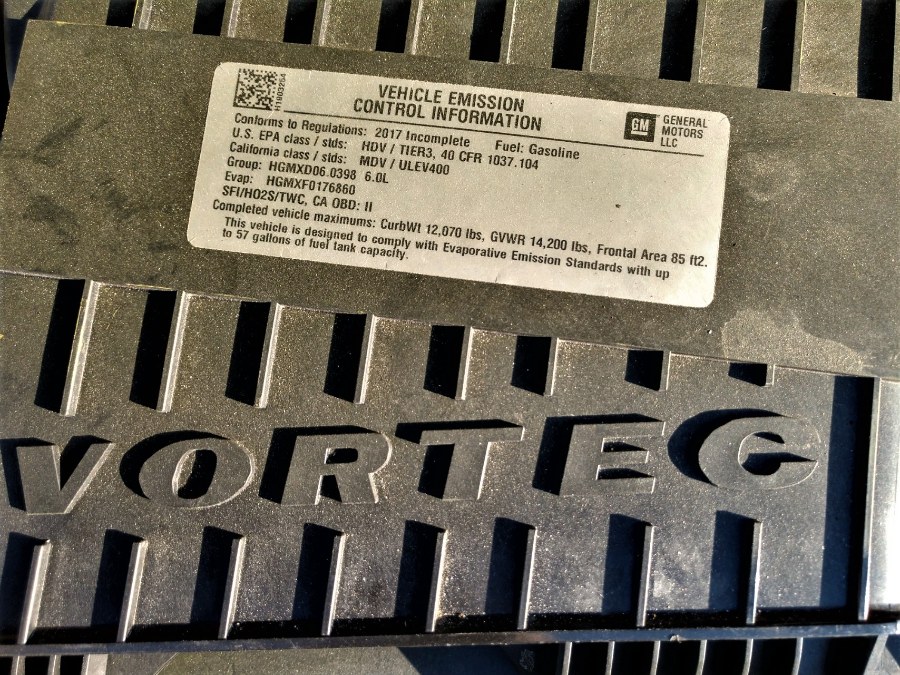 VEHICLE EMISSION
CONTROL INFORMATION
GM GENERAL
MOTORS
LLC
Conforms to Regulations: 2017 Incomplete Fuel: Gasoline
U.S. EPA class / stds: HDV / TIER3, 40 CFR 1037.104
California class / stds: MDV / ULEV400
Group: HGMXD06.0398 6.0L
Evap: HGMXF0176860
SFI/HO2S/TWC, CA OBD: II
Completed vehicle maximums: CurbWt 12,070 lbs, GVWR 14,200 lbs, Frontal Area 85 ft2.
This vehicle is designed to comply with Evaporative Emission Standards with up
to 57 gallons of fuel tank capacity.
VORTEC